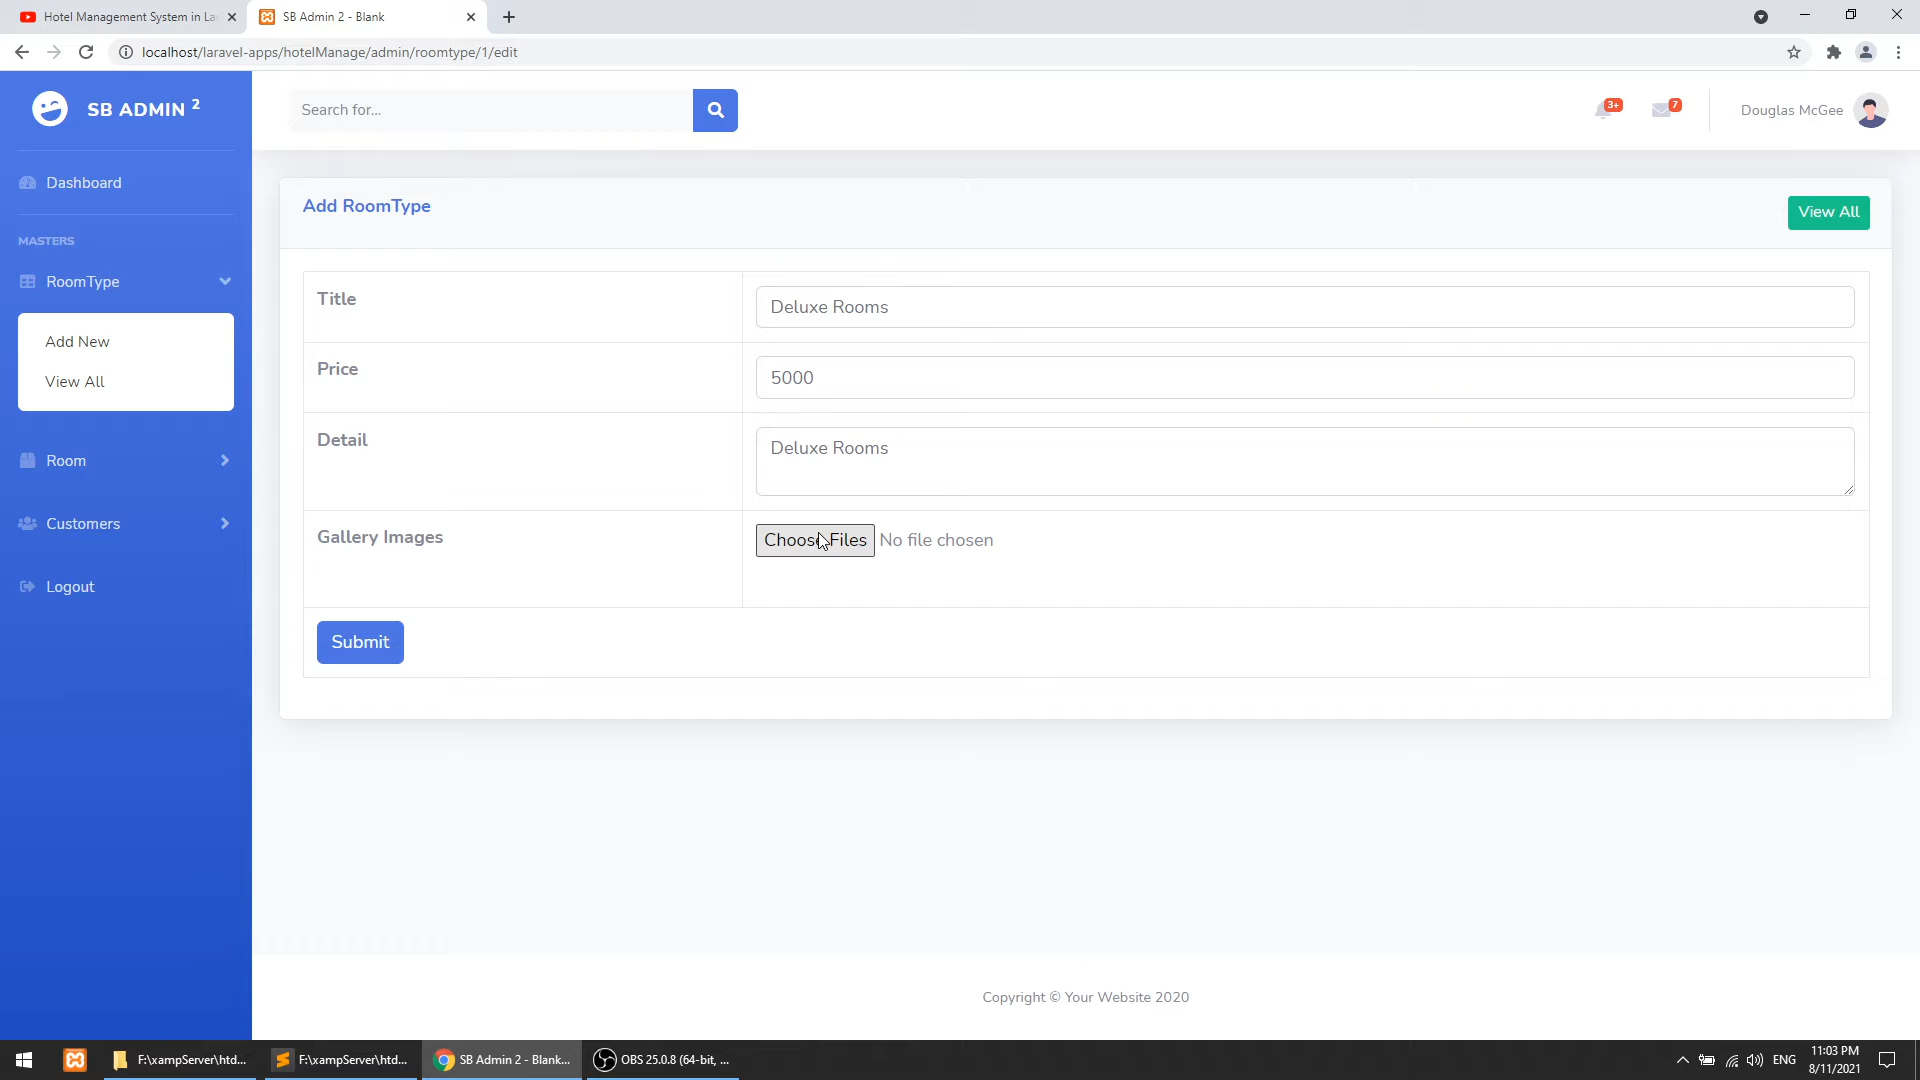 Hotel Management System in La
SB Admin 2 - Blank
localhost/laravel-apps/hotelManage/admin/roomtype/1/edit
SB ADMIN 2
Search for...
3+
7
Douglas McGee
Dashboard
Add RoomType
View All
MASTERS
RoomType
Title
Deluxe Rooms
Add New
Price
5000
View All
Detail
Deluxe Rooms
Room
Customers
Gallery Images
Choose Files No file chosen
Logout
Submit
Copyright © Your Website 2020
F:\xampServer\htd...
F:\xampServer\htd...
SB Admin 2 - Blank...
OBS 25.0.8 (64-bit, ...
ENG
11:03 PM
8/11/2021